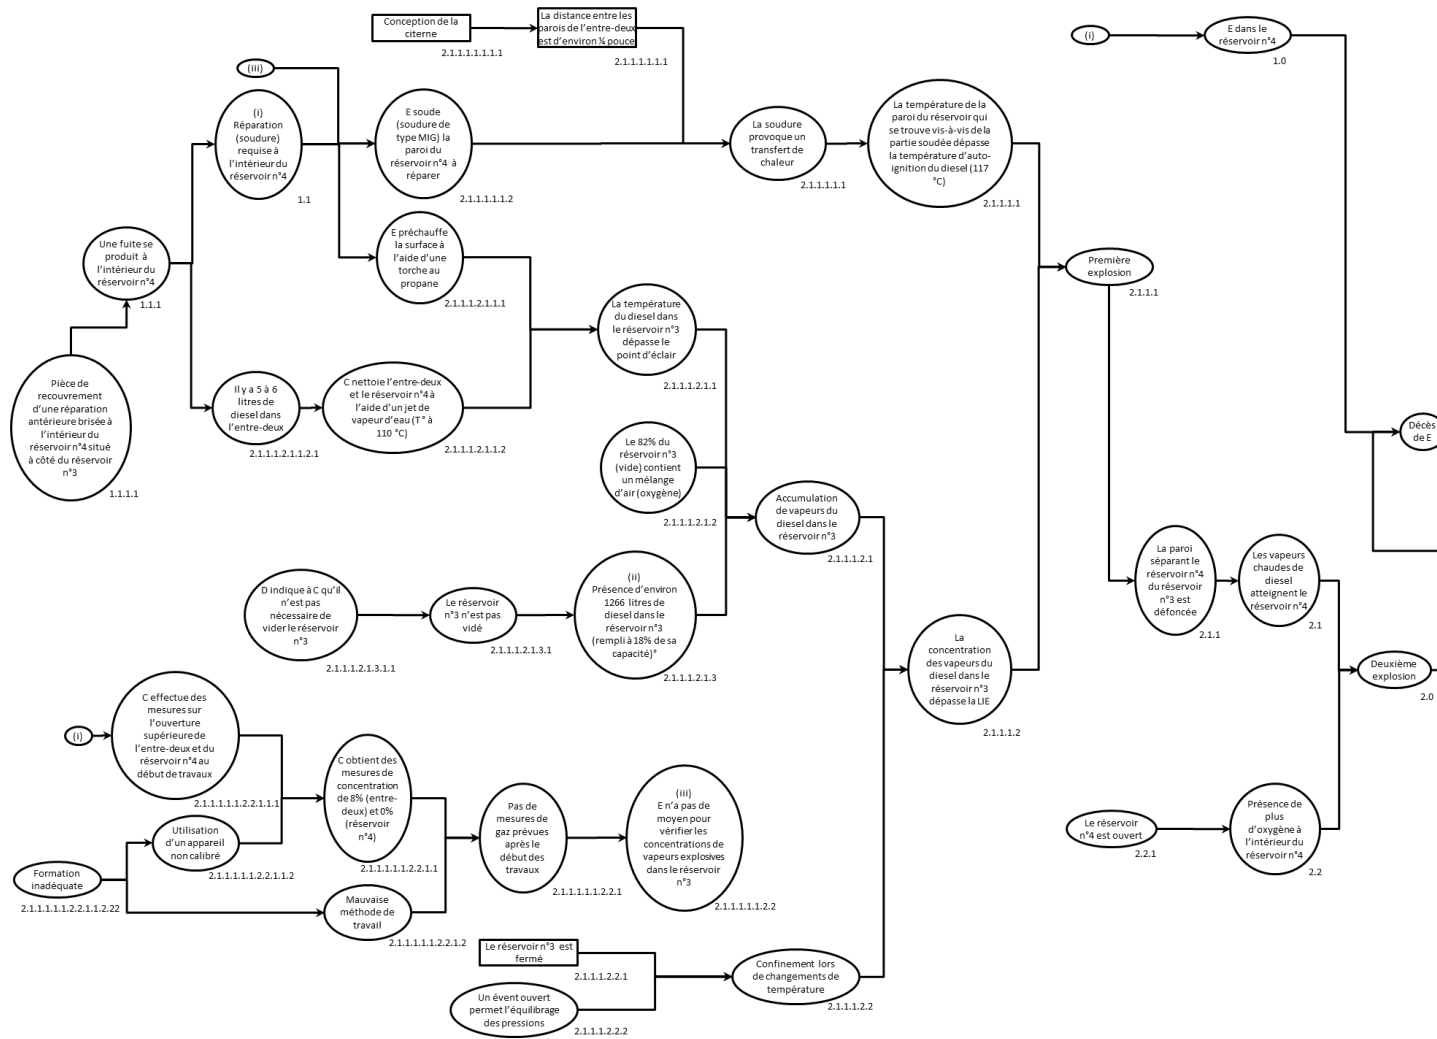 Conception de la
citerne
2.1.1.1.1.1.1.1
La distance entre les
parois de l’entre-deux
est d’environ ¼ pouce
2.1.1.1.1.1.1
(i)
E dans le
réservoir n°4
1.0
(iii)
(i)
Réparation
(soudure)
requise à
l’intérieur du
réservoir n°4
1.1
E soude
(soudure de
type MIG) la
paroi du
réservoir n°4 à
réparer
2.1.1.1.1.1.2
La soudure
provoque un
transfert de
chaleur
2.1.1.1.1.1
La température de la
paroi du réservoir qui
se trouve vis-à-vis de la
partie soudée dépasse
la température d’auto-
ignition du diesel (117
°C)
2.1.1.1.1
Une fuite se
produit à
l’intérieur du
réservoir n°4
1.1.1
E préchauffe
la surface à
l’aide d’une
torche au
propane
2.1.1.1.2.1.1.1
Première
explosion
2.1.1.1
La température
du diesel dans
le réservoir n°3
dépasse le
point d’éclair
2.1.1.1.2.1.1
Pièce de
recouvrement
d’une réparation
antérieure brisée à
l’intérieur du
réservoir n°4 situé
à côté du réservoir
n°3
1.1.1.1
Il y a 5 à 6
litres de
diesel dans
l’entre-deux
2.1.1.1.2.1.1.2.1
C nettoie l’entre-deux
et le réservoir n°4 à
l’aide d’un jet de
vapeur d’eau (T° à
110 °C)
2.1.1.1.2.1.1.2
Décès
de E
Le 82% du
réservoir n°3
(vide) contient
un mélange
d’air (oxygène)
2.1.1.1.2.1.2
Accumulation
de vapeurs du
diesel dans le
réservoir n°3
2.1.1.1.2.1
La paroi
séparant le
réservoir n°4
du réservoir
n°3 est
défoncée
2.1.1
Les vapeurs
chaudes de
diesel
atteignent le
réservoir n°4
2.1
D indique à C qu’il
n’est pas
nécessaire de
vider le réservoir
n°3
2.1.1.1.2.1.3.1.1
Le réservoir
n°3 n’est pas
vidé
2.1.1.1.2.1.3.1
(ii)
Présence d’environ
1266 litres de
diesel dans le
réservoir n°3
(rempli à 18% de sa
capacité)°
2.1.1.1.2.1.3
La
concentration
des vapeurs du
diesel dans le
réservoir n°3
dépasse la LIE
2.1.1.1.2
Deuxième
explosion
2.0
(i)
C effectue des
mesures sur
l’ouverture
supérieure de
l’entre-deux et du
réservoir n°4 au
début de travaux
2.1.1.1.1.1.2.2.1.1.1
C obtient des
mesures de
concentration
de 8% (entre-
deux) et 0%
(réservoir
n°4)
2.1.1.1.1.1.2.2.1.1
Pas de
mesures de
gaz prévues
après le
début des
travaux
2.1.1.1.1.1.2.2.1
(iii)
E n’a pas de
moyen pour
vérifier les
concentrations de
vapeurs explosives
dans le réservoir
n°3
2.1.1.1.1.1.2.2
Utilisation
d’un appareil
non calibré
2.1.1.1.1.1.2.2.1.1.2
Formation
inadéquate
2.1.1.1.1.1.2.2.1.1.2.22
Mauvaise
méthode de
travail
2.1.1.1.1.1.2.2.1.2
Le réservoir
n°4 est ouvert
2.2.1
Présence de
plus
d’oxygène à
l’intérieur du
réservoir n°4
2.2
Le réservoir n°3 est
fermé
2.1.1.1.2.2.1
Un évent ouvert
permet l’équilibrage
des pressions
2.1.1.1.2.2.2
Confinement lors
de changements de
température
2.1.1.1.2.2